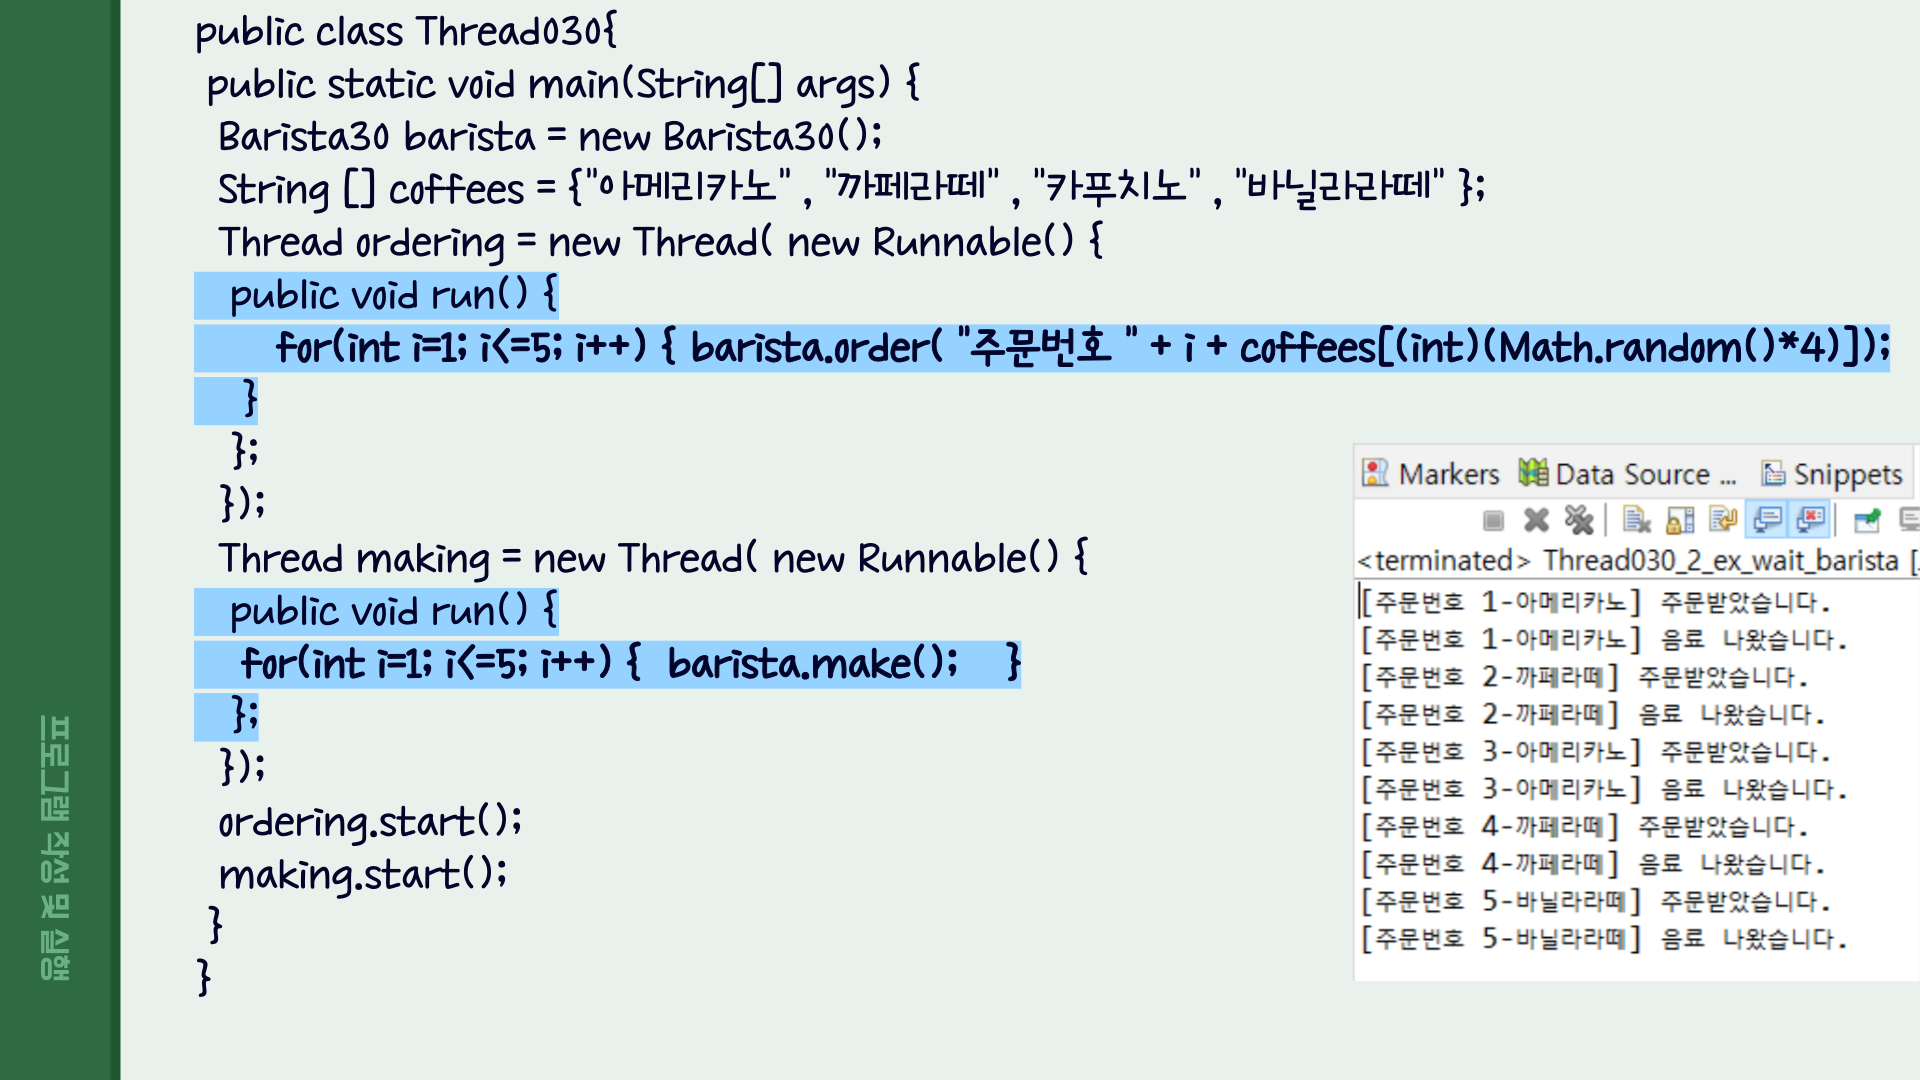 public class Thread030{
public static void main(String[] args) {
Barista30 barista = new Barista30();
String [] coffees = {"아메리카노" , "까페라떼" , "카푸치노" , "바닐라라떼" };
Thread ordering = new Thread( new Runnable() {
public void run() {
for(int i=1; i<=5; i++) { barista.order( "주문번호 " + i + coffees[(int)(Math.random()*4)]);
}
};
});
Thread making = new Thread( new Runnable() {
public void run() {
for(int i=1; i<=5; i++) { barista.make(); }
};
});
ordering.start();
making.start();
}
}
프로그램 작성 및 실행
Markers Data Source ... Snippets
<terminated> Thread030_2_ex_wait_barista [
[주문번호 1-아메리카노] 주문받았습니다.
[주문번호 1-아메리카노] 음료 나왔습니다.
[주문번호 2-까페라떼] 주문받았습니다.
[주문번호 2-까페라떼] 음료 나왔습니다.
[주문번호 3-아메리카노] 주문받았습니다.
[주문번호 3-아메리카노] 음료 나왔습니다.
[주문번호 4-까페라떼] 주문받았습니다.
[주문번호 4-까페라떼] 음료 나왔습니다.
[주문번호 5-바닐라라떼] 주문받았습니다.
[주문번호 5-바닐라라떼] 음료 나왔습니다.